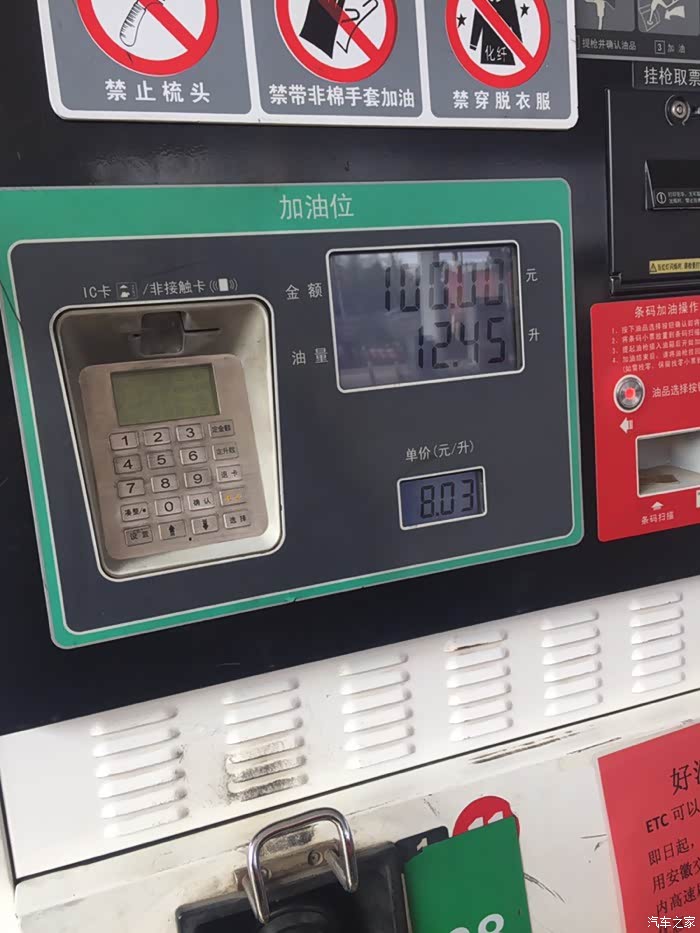 化纤
禁止梳头
禁带非棉手套加油
禁穿脱衣服
提枪并确认油品
3 加油
挂枪取票
加油位
IC卡 /非接触卡
金额
100.00
元
油量
12.45
升
单价(元/升)
8.03
1 2 3 定金额
4 5 6 定升数
7 8 9 退卡
0 确认
选择
条码加油操作
油品选择按
条码扫描
11
好
ETC 可以
即日起,
用安徽交
内高速
汽车之家